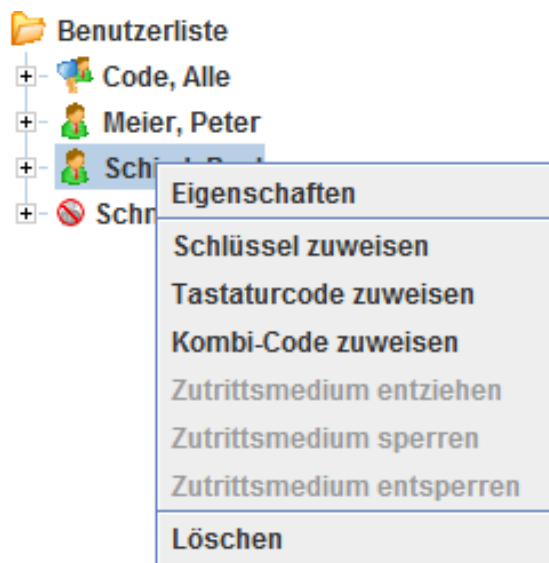 Benutzerliste
Code, Alle
Meier, Peter
Eigenschaften
Schlüssel zuweisen
Tastaturcode zuweisen
Kombi-Code zuweisen
Zutrittsmedium entziehen
Zutrittsmedium sperren
Zutrittsmedium entsperren
Löschen